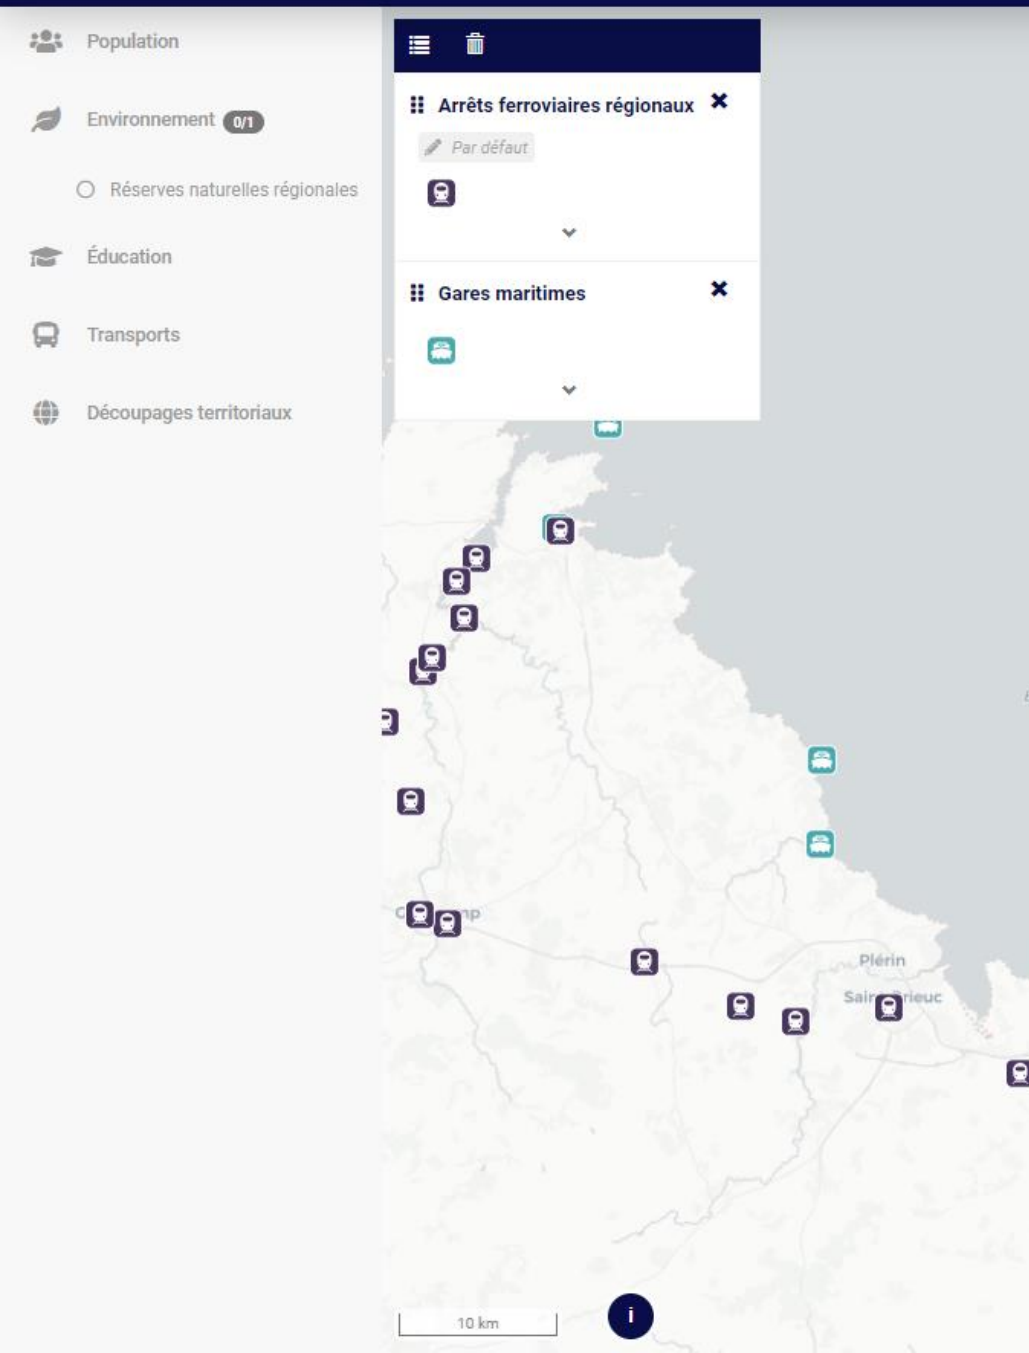 Population
Environnement 0/1
Réserves naturelles régionales
Éducation
Transports
Découpages territoriaux
Arrêts ferroviaires régionaux
Par défaut
Gares maritimes
Plérin
10 km
i